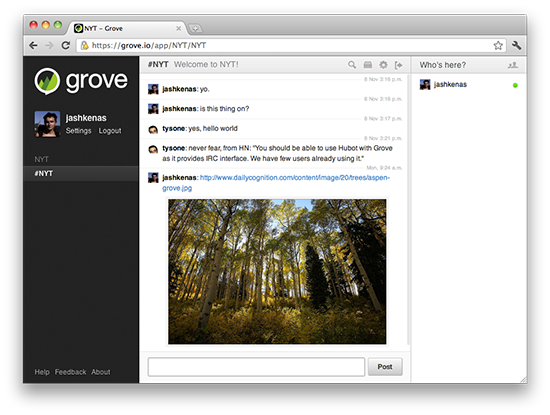 NYT – Grove
https://grove.io/app/NYT/NYT
grove
jashkenas
Settings Logout
NYT
#NYT
Help Feedback About
#NYT Welcome to NYT!
8 Nov 3:16 p.m.
jashkenas: yo.
8 Nov 3:16 p.m.
jashkenas: is this thing on?
8 Nov 3:17 p.m.
tysone: yes, hello world
8 Nov 3:21 p.m.
tysone: never fear, from HN: "You should be able to use Hubot with Grove
as it provides IRC interface. We have few users already using it."
Mon, 9:24 a.m.
jashkenas: http://www.dailycognition.com/content/image/20/trees/aspen-
grove.jpg
Post
Who's here?
jashkenas